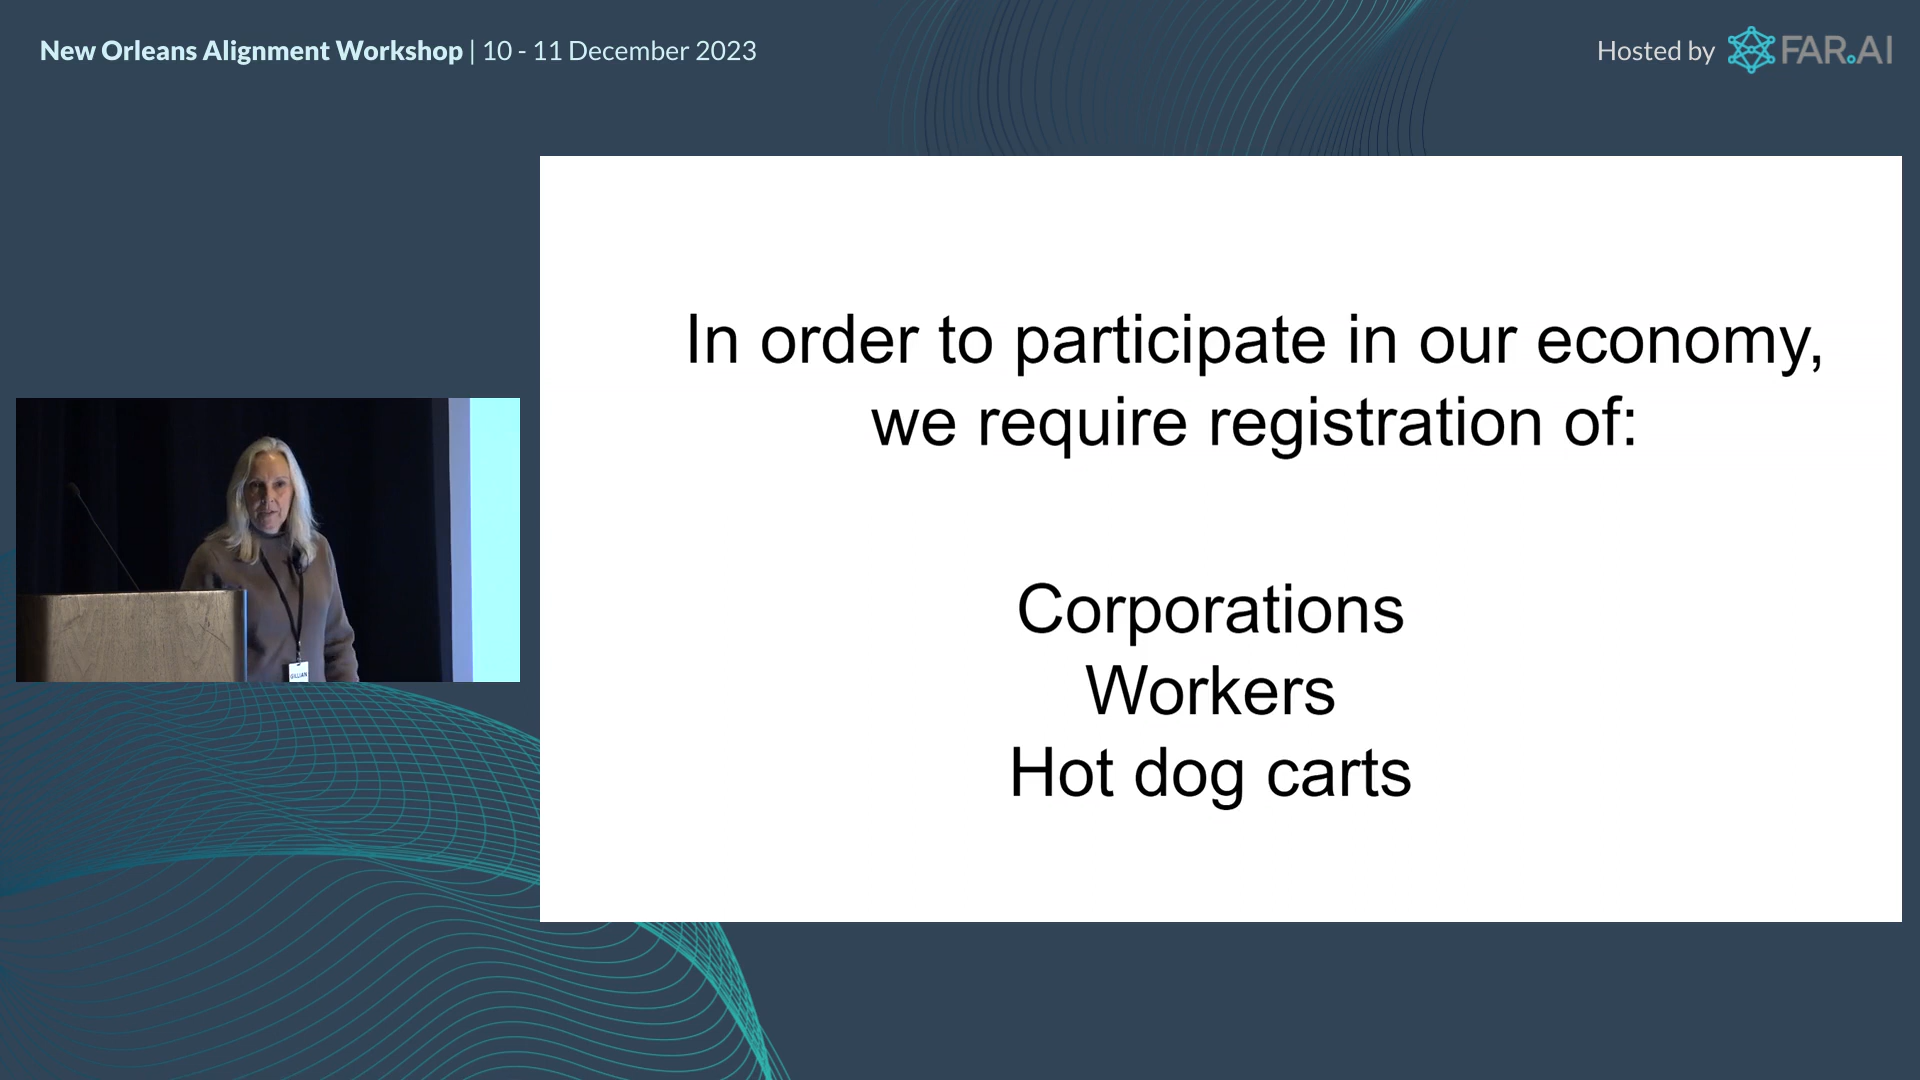 New Orleans Alignment Workshop | 10 - 11 December 2023
Hosted by FAR.AI
In order to participate in our economy,
we require registration of:
Corporations
Workers
Hot dog carts
GILLIAN